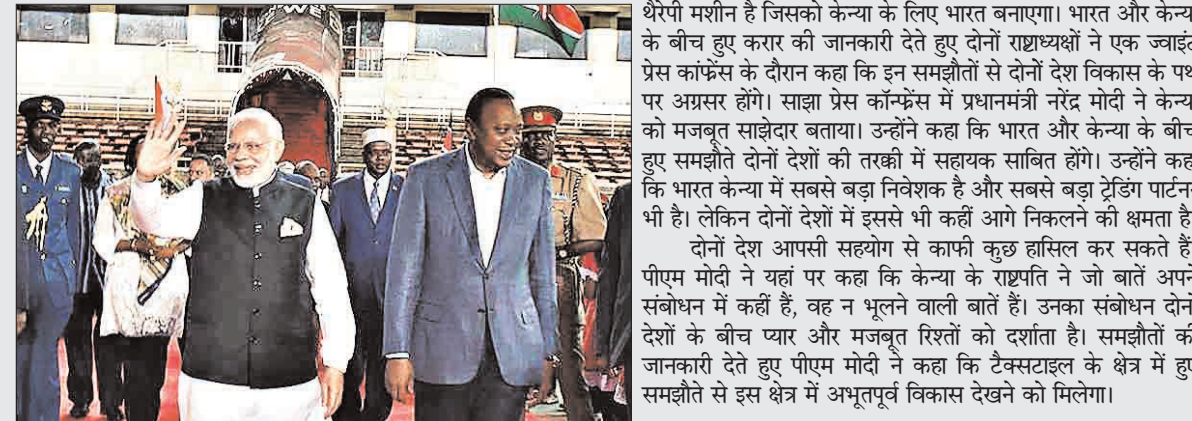 थैरेपी मशीन है जिसको केन्या के लिए भारत बनाएगा। भारत और केन्य
के बीच हुए करार की जानकारी देते हुए दोनों राष्ट्राध्यक्षों ने एक ज्वाइंट
प्रेस कांफ्रेंस के दौरान कहा कि इन समझौतों से दोनों देश विकास के पथ
पर अग्रसर होंगे। साझा प्रेस कॉन्फ्रेंस में प्रधानमंत्री नरेंद्र मोदी ने केन्य
को मजबूत साझेदार बताया। उन्होंने कहा कि भारत और केन्या के बीच
हुए समझौते दोनों देशों की तरक्की में सहायक साबित होंगे। उन्होंने कह
कि भारत केन्या में सबसे बड़ा निवेशक है और सबसे बड़ा ट्रेडिंग पार्टन
भी है। लेकिन दोनों देशों में इससे भी कहीं आगे निकलने की क्षमता है
दोनों देश आपसी सहयोग से काफी कुछ हासिल कर सकते हैं
पीएम मोदी ने यहां पर कहा कि केन्या के राष्ट्रपति ने जो बातें अपने
संबोधन में कहीं हैं, वह न भूलने वाली बातें हैं। उनका संबोधन दोनों
देशों के बीच प्यार और मजबूत रिश्तों को दर्शाता है। समझौतों की
जानकारी देते हुए पीएम मोदी ने कहा कि टैक्सटाइल के क्षेत्र में हुए
समझौते से इस क्षेत्र में अभूतपूर्व विकास देखने को मिलेगा।